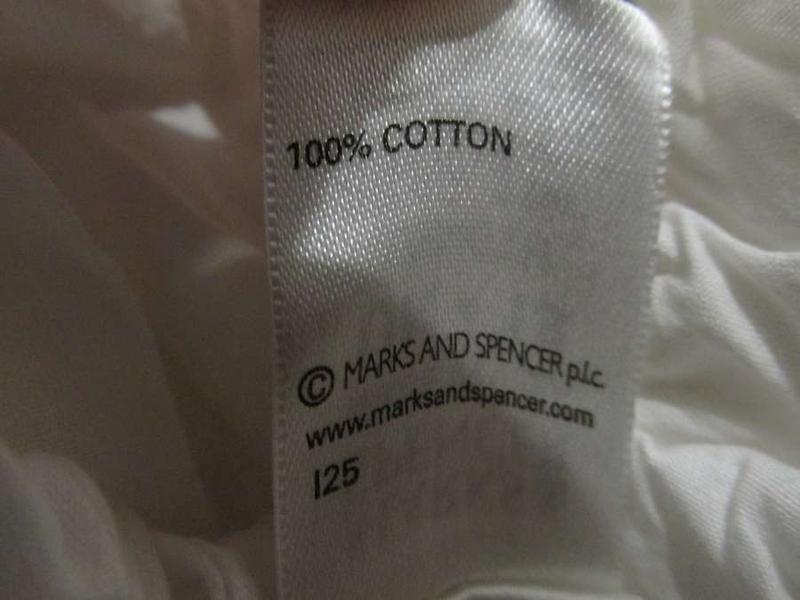 100% COTTON
© MARKS AND SPENCER p.l.c.
www.marksandspencer.com
I25